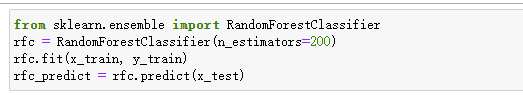 from sklearn.ensemble import RandomForestClassifier
rfc = RandomForestClassifier(n_estimators=200)
rfc.fit(x_train, y_train)
rfc_predict = rfc.predict(x_test)